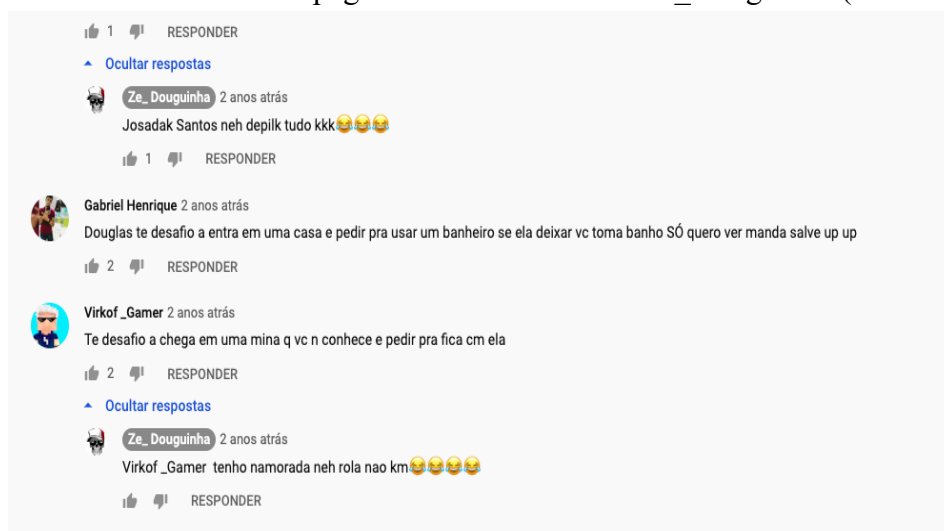 1 RESPONDER
Ocultar respostas
Ze_Douguinha 2 anos atrás
Josadak Santos neh depilk tudo kkk😂😂😂
1 RESPONDER
Gabriel Henrique 2 anos atrás
Douglas te desafio a entra em uma casa e pedir pra usar um banheiro se ela deixar vc toma banho SÓ quero ver manda salve up up
2 RESPONDER
Virkof _Gamer 2 anos atrás
Te desafio a chega em uma mina q vc n conhece e pedir pra fica cm ela
2 RESPONDER
Ocultar respostas
Ze_Douguinha 2 anos atrás
Virkof _Gamer tenho namorada neh rola nao km😂😂😂😂
RESPONDER